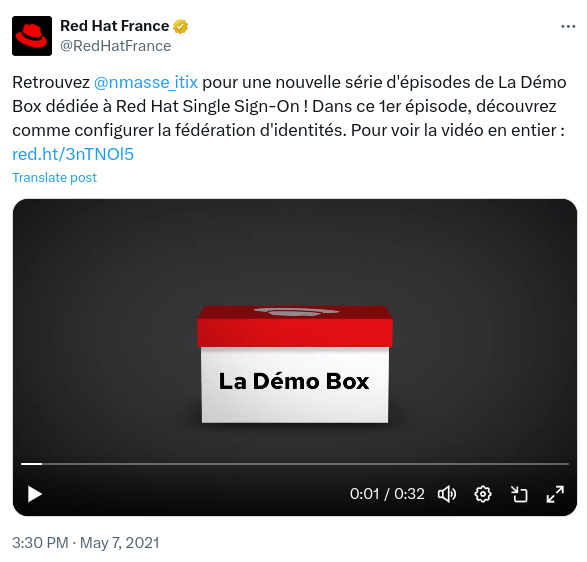 Red Hat France
@RedHatFrance
Retrouvez @nmasse_itix pour une nouvelle série d'épisodes de La Démo
Box dédiée à Red Hat Single Sign-On ! Dans ce 1er épisode, découvrez
comme configurer la fédération d'identités. Pour voir la vidéo en entier :
red.ht/3nTNOl5
Translate post
La Démo Box
0:01 / 0:32
3:30 PM · May 7, 2021